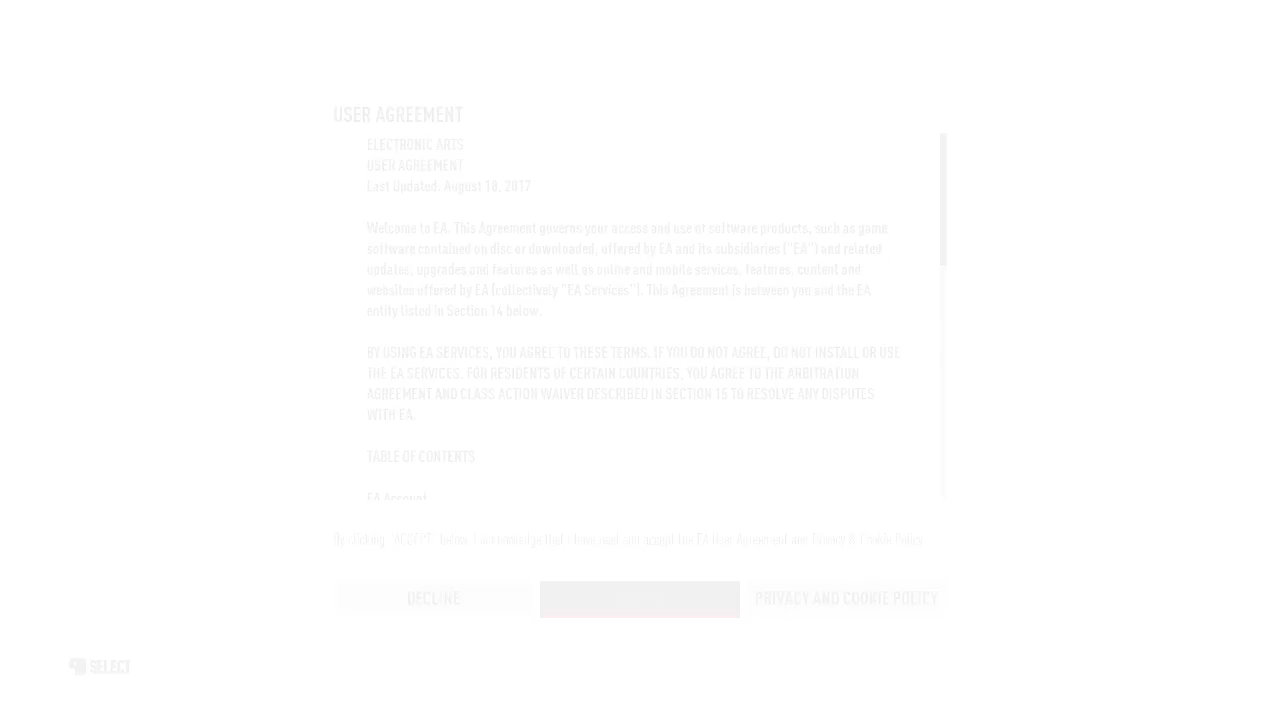 USER AGREEMENT
ELECTRONIC ARTS
USER AGREEMENT
Last Updated: August 18, 2017
Welcome to EA. This Agreement governs your access and use of software products, such as game
software contained on disc or downloaded, offered by EA and its subsidiaries ("EA") and related
updates, upgrades and features as well as online and mobile services, features, content and
websites offered by EA (collectively "EA Services"). This Agreement is between you and the EA
entity listed in Section 14 below.
BY USING EA SERVICES, YOU AGREE TO THESE TERMS. IF YOU DO NOT AGREE, DO NOT INSTALL OR USE
THE EA SERVICES. FOR RESIDENTS OF CERTAIN COUNTRIES, YOU AGREE TO THE ARBITRATION
AGREEMENT AND CLASS ACTION WAIVER DESCRIBED IN SECTION 15 TO RESOLVE ANY DISPUTES
WITH EA.
TABLE OF CONTENTS
EA Account
By clicking "ACCEPT" below, I acknowledge that I have read and accept the EA User Agreement and Privacy & Cookie Policy.
DECLINE
PRIVACY AND COOKIE POLICY
SELECT